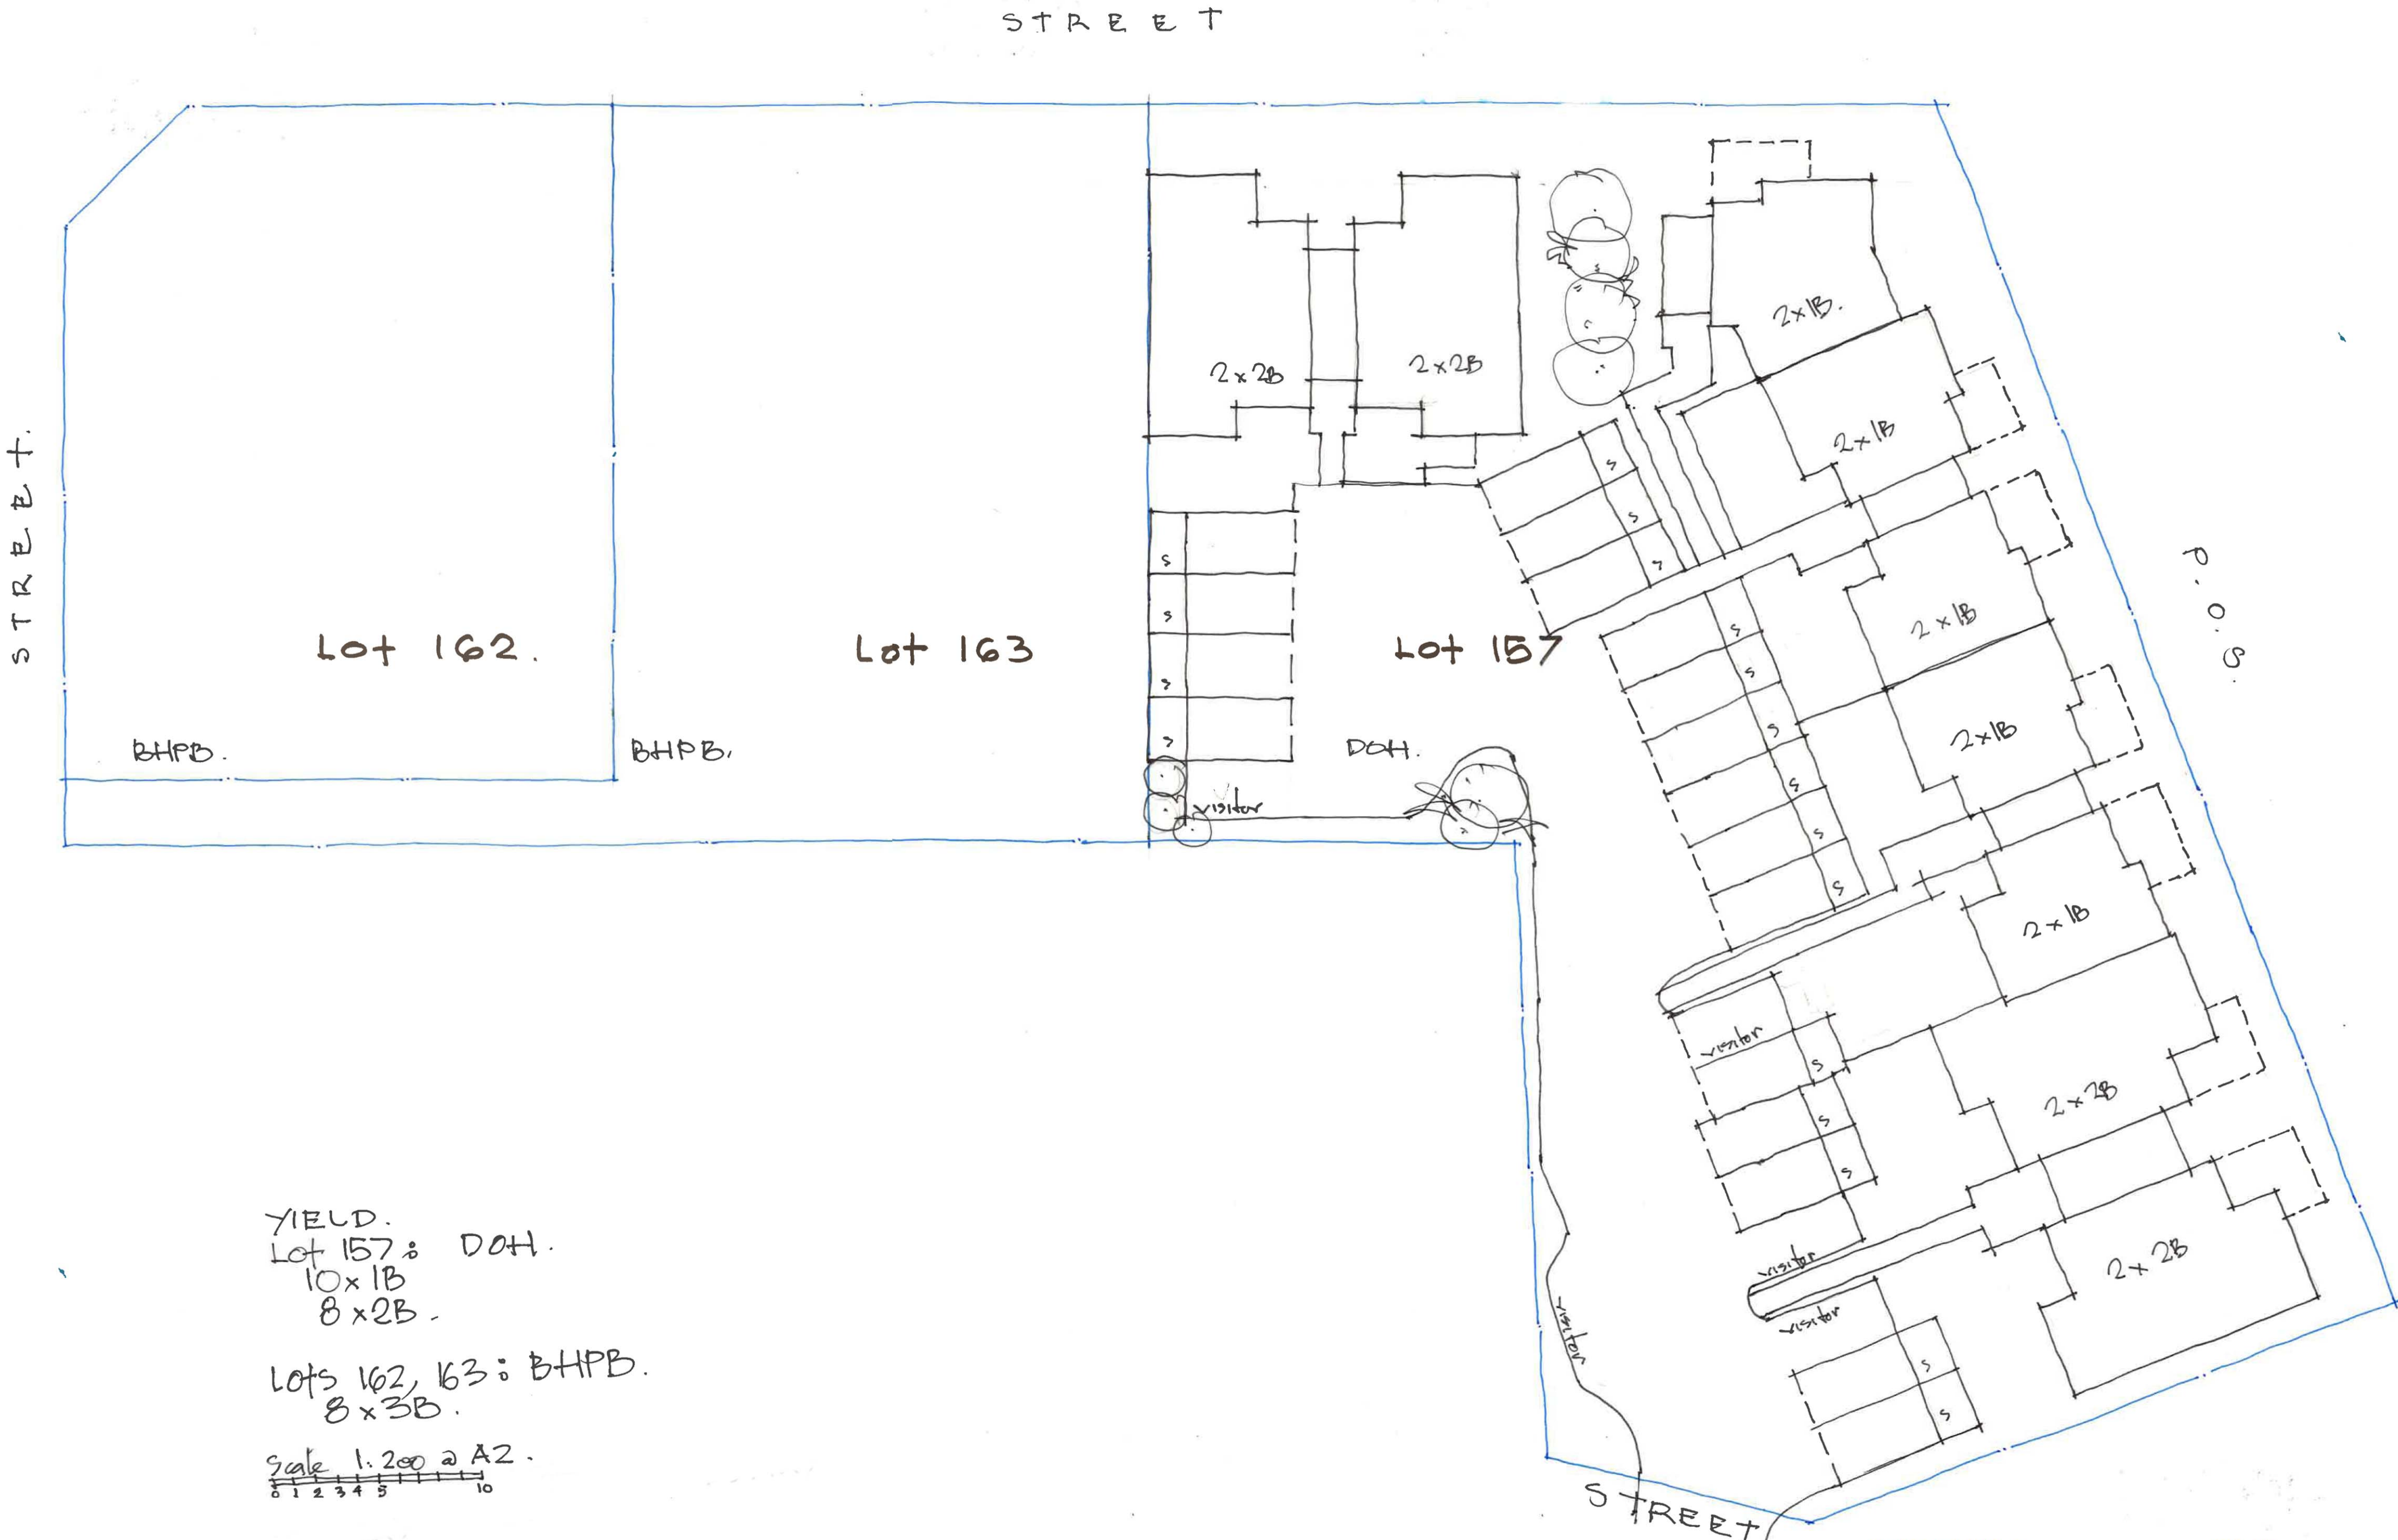 STREET
STREET.
2x1B.
2x2B
2x2B
2x1B
S
S
S
S
S
S
S
2x1B
P.O.S.
Lot 162.
Lot 163
Lot 157
S
S
S
S
S
S
2x1B
BHPB.
BHPB.
DOH.
visitor
2x1B
visitor
S
S
S
2x2B
YIELD.
Lot 157: DOH.
10x1B
8x2B.
visitor
visitor
2x2B
visitor
S
S
Lots 162, 163: BHPB.
8x3B.
Scale 1:200 @ A2.
0 1 2 3 4 5 10
STREET